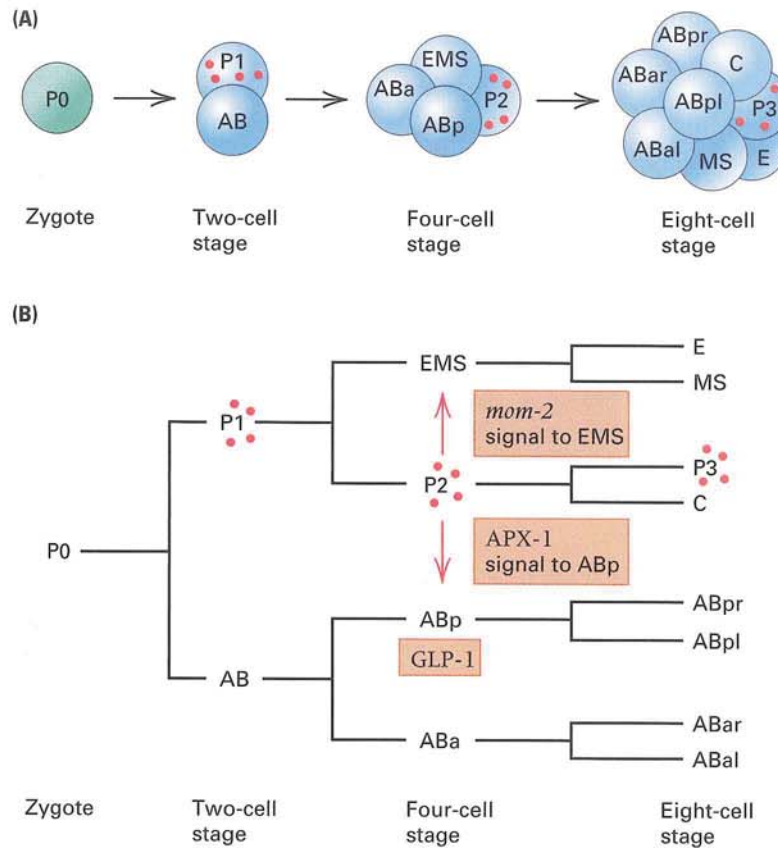 (A)
P0
P1
AB
EMS
ABa
P2
ABp
ABpr
C
ABar
ABpl
P3
ABal
MS
E
Zygote
Two-cell
stage
Four-cell
stage
Eight-cell
stage
(B)
E
EMS
MS
mom-2
signal to EMS
P1
P3
P2
C
P0
APX-1
signal to ABp
ABpr
ABp
ABpl
GLP-1
AB
ABar
ABa
ABal
Zygote
Two-cell
stage
Four-cell
stage
Eight-cell
stage